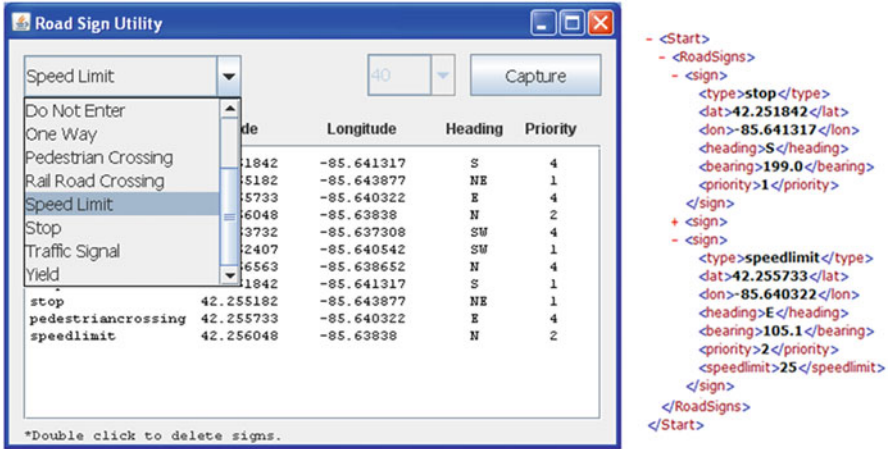 Road Sign Utility
Speed Limit
40
Capture
Do Not Enter
One Way
Pedestrian Crossing
Rail Road Crossing
Speed Limit
Stop
Traffic Signal
Yield
Longitude Heading Priority
-85.641317 S 4
-85.643877 NE 1
-85.640322 E 4
-85.63838 N 2
-85.637308 SW 4
-85.640542 SW 1
-85.638652 N 4
-85.641317 S 1
stop 42.255182 -85.643877 NE 1
pedestriancrossing 42.255733 -85.640322 E 4
speedlimit 42.256048 -85.63838 N 2
*Double click to delete signs.
- <Start>
- <RoadSigns>
- <sign>
<type>stop</type>
<lat>42.251842</lat>
<lon>-85.641317</lon>
<heading>S</heading>
<bearing>199.0</bearing>
<priority>1</priority>
</sign>
+ <sign>
- <sign>
<type>speedlimit</type>
<lat>42.255733</lat>
<lon>-85.640322</lon>
<heading>E</heading>
<bearing>105.1</bearing>
<priority>2</priority>
<speedlimit>25</speedlimit>
</sign>
</RoadSigns>
</Start>